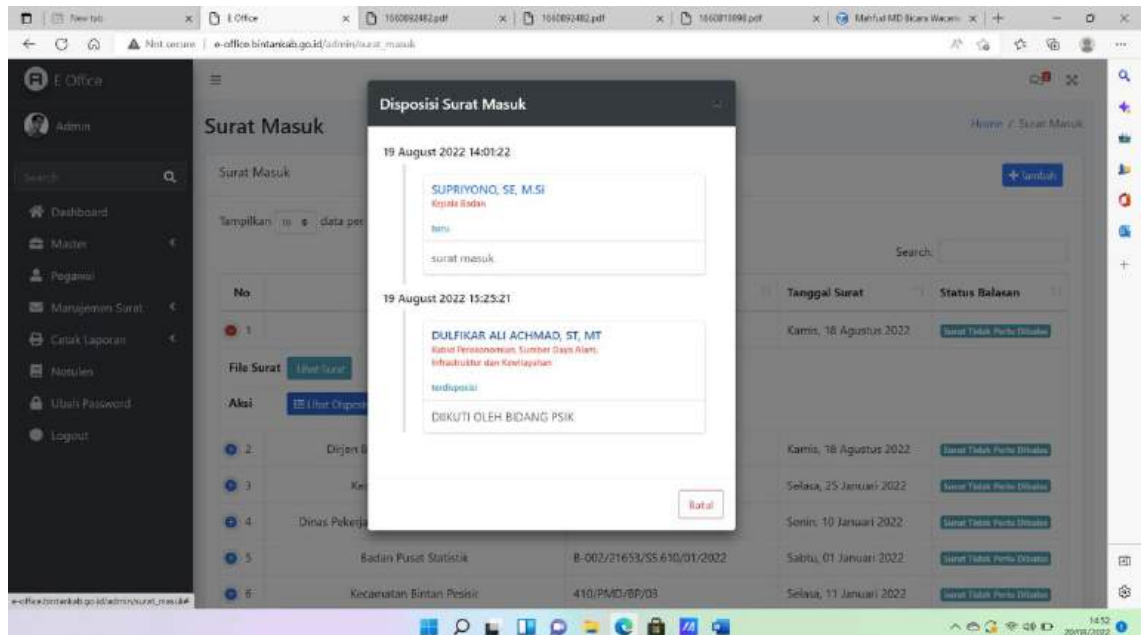 New tab
E Office
1660892482.pdf
1660892482.pdf
1660811898.pdf
Mahfud MD Bicara
Not secure
e-office.bintankab.go.id/admin/surat_masuk
E Office
Admin
Search
Dashboard
Master
Pegawai
Manajemen Surat
Cetak Laporan
Notulen
Ubah Password
Logout
Surat Masuk
Home / Surat Masuk
Surat Masuk
+ Tambah
Tampilkan 10 data per
Search:
No
Tanggal Surat
Status Balasan
1
Kamis, 18 Agustus 2022
Surat Tidak Perlu Dibalas
File Surat
Lihat Surat
Aksi
Lihat
2
Dirjen
Kamis, 18 Agustus 2022
Surat Tidak Perlu Dibalas
3
Selasa, 25 Januari 2022
Surat Tidak Perlu Dibalas
4
Dinas
Senin, 10 Januari 2022
Surat Tidak Perlu Dibalas
5
Badan Pusat Statistik
B-002/21653/SS.610/01/2022
Sabtu, 01 Januari 2022
Surat Tidak Perlu Dibalas
6
Kecamatan Bintan Pesisir
410/PMD/BP/03
Selasa, 11 Januari 2022
Surat Tidak Perlu Dibalas
Disposisi Surat Masuk
19 August 2022 14:01:22
SUPRIYONO, SE, M.Si
Kepala Badan
baru
surat masuk
19 August 2022 15:25:21
DULFIKAR ALI ACHMAD, ST, MT
Kabid Perekonomian, Sumber Daya Alam,
Infrastruktur dan Kewilayahan
terdisposisi
DIIKUTI OLEH BIDANG PSIK
Batal
e-office.bintankab.go.id/admin/surat_masuk#
14:52
20/08/2022